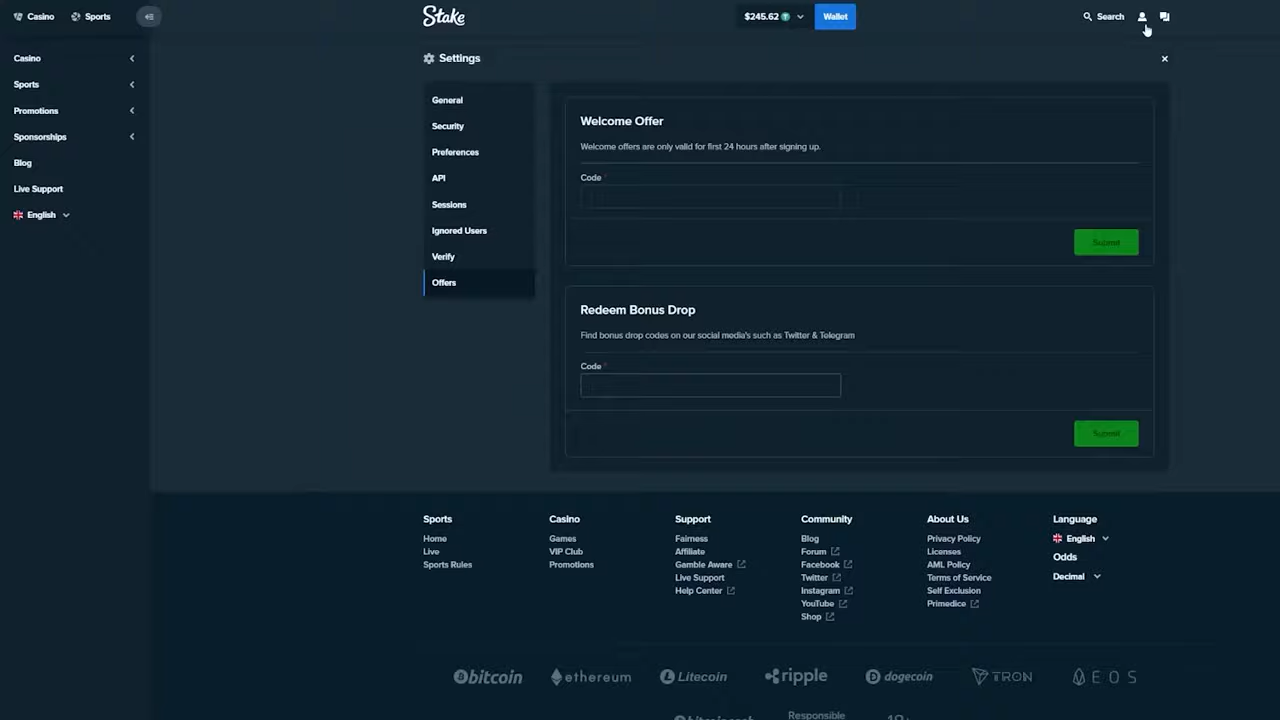 Casino
Sports
Stake
$245.62
Wallet
Search
Casino
Sports
Promotions
Sponsorships
Blog
Live Support
English
Settings
General
Security
Preferences
API
Sessions
Ignored Users
Verify
Offers
Welcome Offer
Welcome offers are only valid for first 24 hours after signing up.
Code *
Submit
Redeem Bonus Drop
Find bonus drop codes on our social media's such as Twitter & Telegram
Code *
Submit
Sports
Home
Live
Sports Rules
Casino
Games
VIP Club
Promotions
Support
Fairness
Affiliate
Gamble Aware
Live Support
Help Center
Community
Blog
Forum
Facebook
Twitter
Instagram
YouTube
Shop
About Us
Privacy Policy
Licenses
AML Policy
Terms of Service
Self Exclusion
Primedice
Language
English
Odds
Decimal
bitcoin
ethereum
Litecoin
ripple
dogecoin
TRON
EOS
Responsible